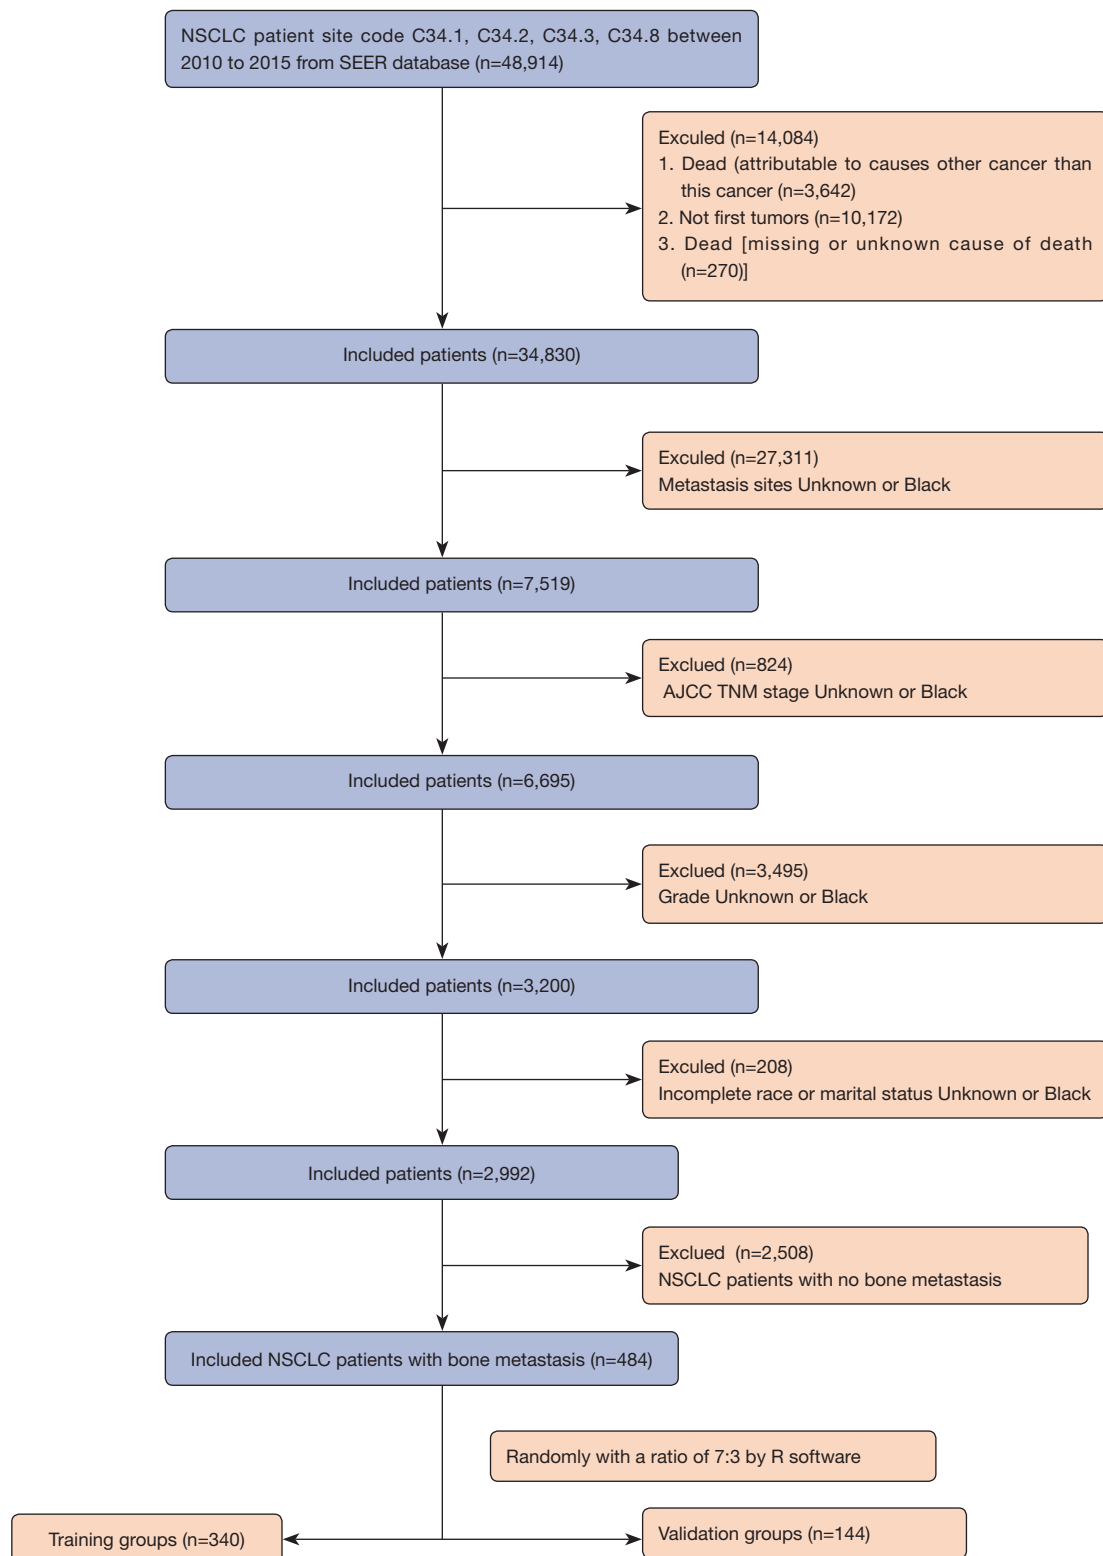 NSCLC patient site code C34.1, C34.2, C34.3, C34.8 between
2010 to 2015 from SEER database (n=48,914)
Exculed (n=14,084)
1. Dead (attributable to causes other cancer than
this cancer (n=3,642)
2. Not first tumors (n=10,172)
3. Dead [missing or unknown cause of death
(n=270)]
Included patients (n=34,830)
Exculed (n=27,311)
Metastasis sites Unknown or Black
Included patients (n=7,519)
Exclued (n=824)
AJCC TNM stage Unknown or Black
Included patients (n=6,695)
Exclued (n=3,495)
Grade Unknown or Black
Included patients (n=3,200)
Exculed (n=208)
Incomplete race or marital status Unknown or Black
Included patients (n=2,992)
Exclued (n=2,508)
NSCLC patients with no bone metastasis
Included NSCLC patients with bone metastasis (n=484)
Randomly with a ratio of 7:3 by R software
Training groups (n=340)
Validation groups (n=144)